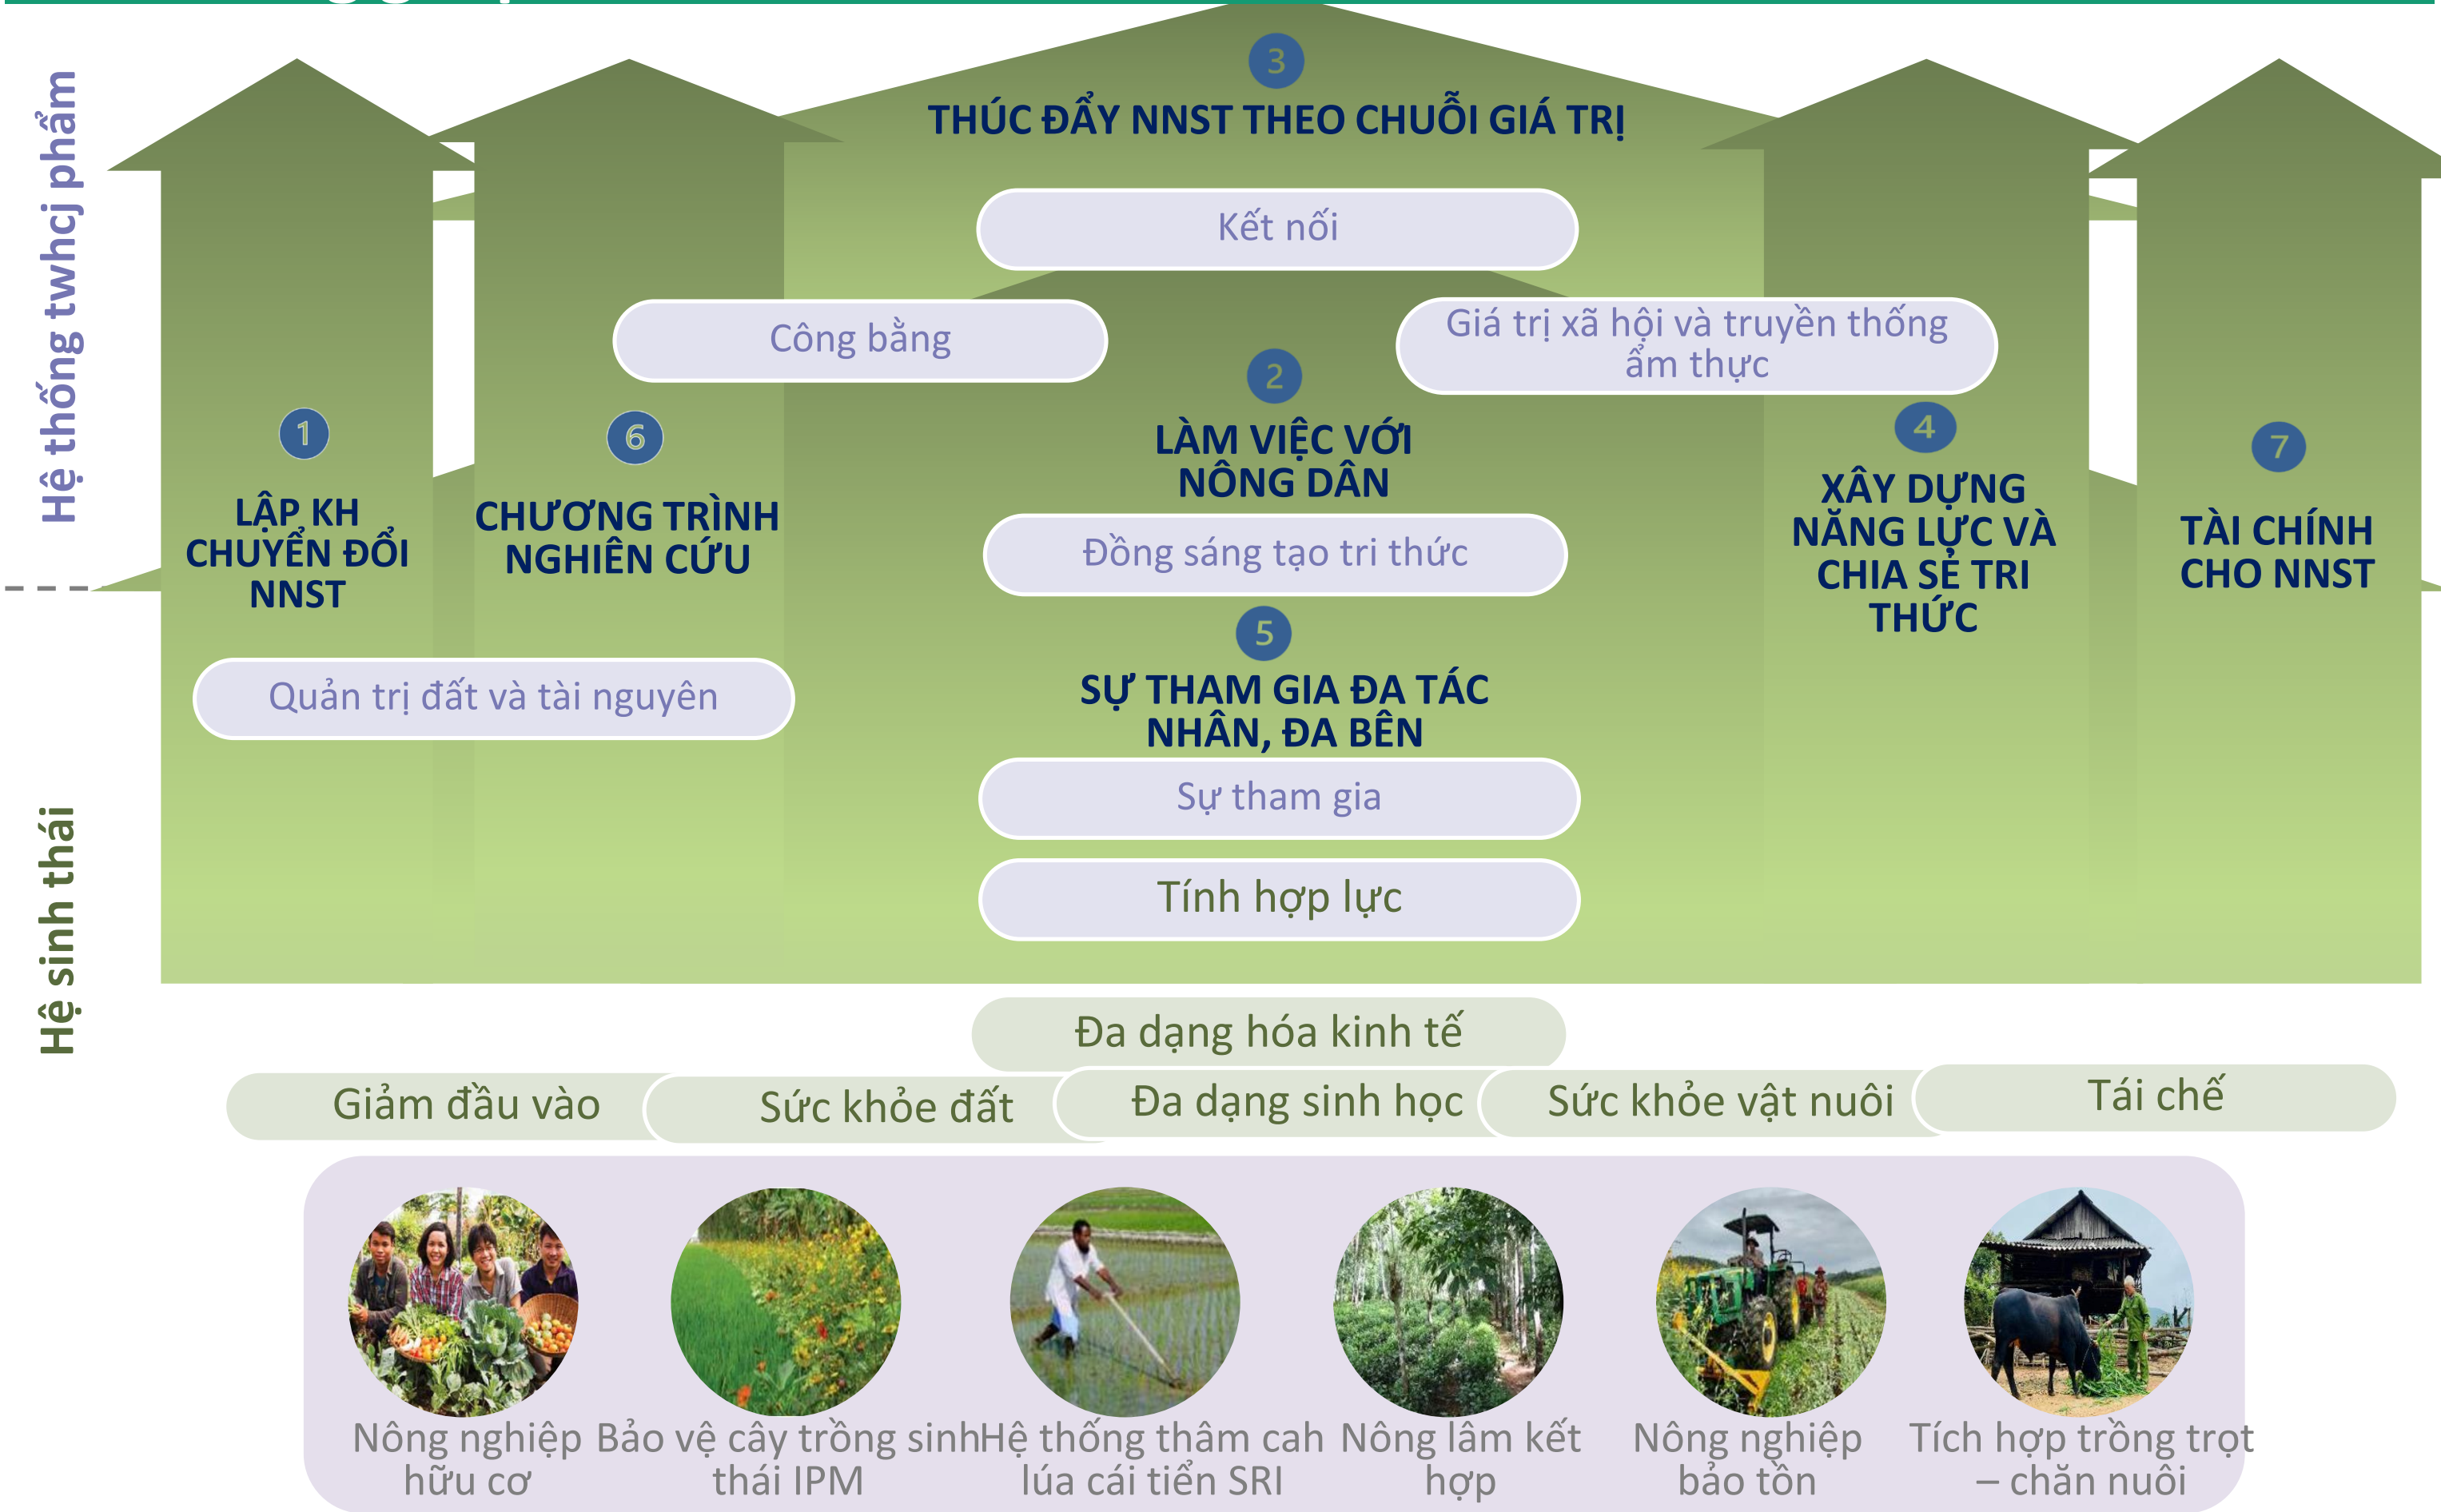 Hệ thống twhcj phẩm
Hệ sinh thái
3
THÚC ĐẨY NNST THEO CHUỖI GIÁ TRỊ
Kết nối
Công bằng
Giá trị xã hội và truyền thống
ẩm thực
1
LẬP KH
CHUYỂN ĐỔI
NNST
6
CHƯƠNG TRÌNH
NGHIÊN CỨU
Quản trị đất và tài nguyên
2
LÀM VIỆC VỚI
NÔNG DÂN
Đồng sáng tạo tri thức
5
SỰ THAM GIA ĐA TÁC
NHÂN, ĐA BÊN
Sự tham gia
Tính hợp lực
4
XÂY DỰNG
NĂNG LỰC VÀ
CHIA SẺ TRI
THỨC
7
TÀI CHÍNH
CHO NNST
Đa dạng hóa kinh tế
Giảm đầu vào
Sức khỏe đất
Đa dạng sinh học
Sức khỏe vật nuôi
Tái chế
Nông nghiệp
hữu cơ
Bảo vệ cây trồng sinh
thái IPM
Hệ thống thâm cah
lúa cái tiển SRI
Nông lâm kết
hợp
Nông nghiệp
bảo tồn
Tích hợp trồng trọt
– chăn nuôi